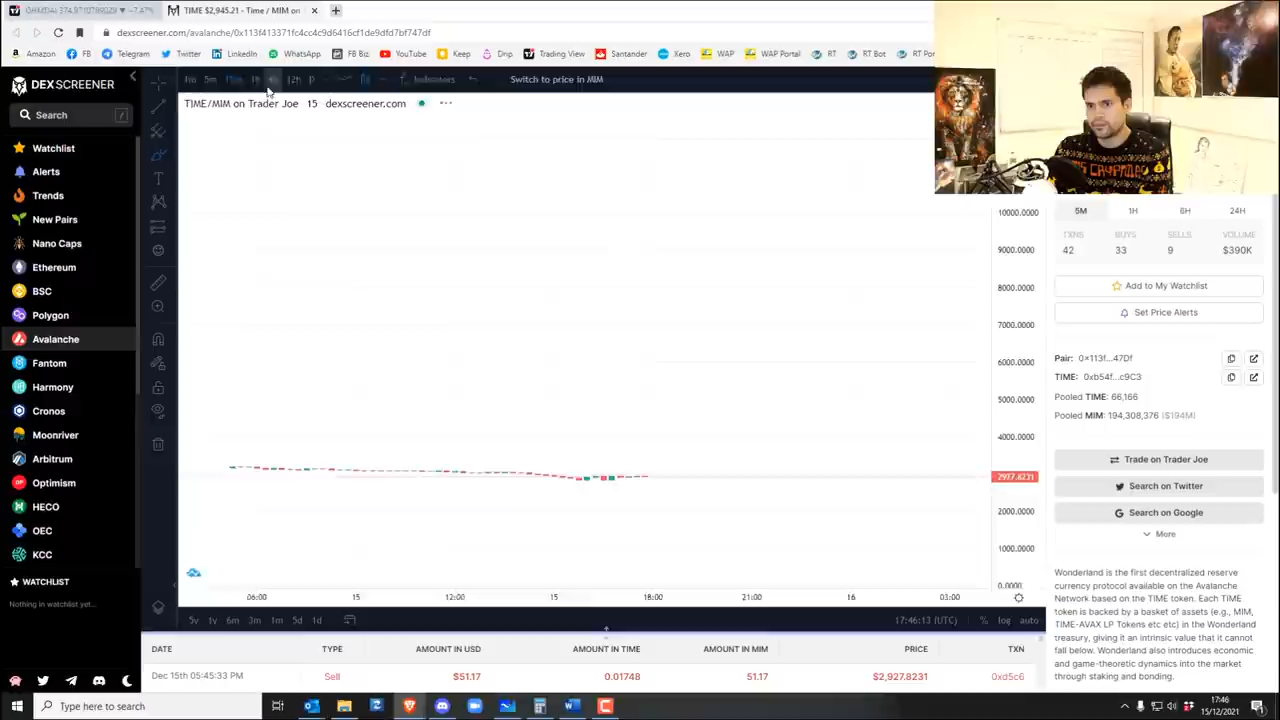 TIME $2,945.21 - Time / MIM on
dexscreener.com/avalanche/0x113f413371fc4cc4c9d6416cf1de9dfd7bf747df
Amazon
FB Ads
Telegram
Twitter
LinkedIn
WhatsApp
FB Biz
YouTube
Keep
Dnp
Trading View
Santander
Xero
WAP
WAP Portal
RT
RT Bot
RT Por
DEXSCREENER
Search /
Watchlist
Alerts
Trends
New Pairs
Nano Caps
Ethereum
BSC
Polygon
Avalanche
Fantom
Harmony
Cronos
Moonriver
Arbitrum
Optimism
HECO
OEC
KCC
WATCHLIST
Nothing in watchlist yet...
1m 5m 1h 12h D Indicators Switch to price in MIM
TIME/MIM on Trader Joe 15 dexscreener.com
10000.0000
9000.0000
8000.0000
7000.0000
6000.0000
5000.0000
4000.0000
2000.0000
1000.0000
0.0000
06:00 15 12:00 15 18:00 21:00 16 03:00
5y 1y 6m 3m 1m 5d 1d 17:46:13 (UTC) % log auto
DATE TYPE AMOUNT IN USD AMOUNT IN TIME AMOUNT IN MIM PRICE TXN
Dec 15th 05:45:33 PM Sell $51.17 0.01748 51.17 $2,927.8231 0xd5c6
5M 1H 6H 24H
TXNS BUYS SELLS VOLUME
42 33 9 $390K
Add to My Watchlist
Set Price Alerts
Pair: 0x113f...47Df
TIME: 0xb54f...c9C3
Pooled TIME: 66,166
Pooled MIM: 194,308,376 ($194M)
Trade on Trader Joe
Search on Twitter
Search on Google
More
Wonderland is the first decentralized reserve
currency protocol available on the Avalanche
Network based on the TIME token. Each TIME
token is backed by a basket of assets (e.g., MIM,
TIME-AVAX LP Tokens etc etc) in the Wonderland
treasury, giving it an intrinsic value that it cannot
fall below. Wonderland also introduces economic
and game-theoretic dynamics into the market
through staking and bonding.
Type here to search
17:46
15/12/2021